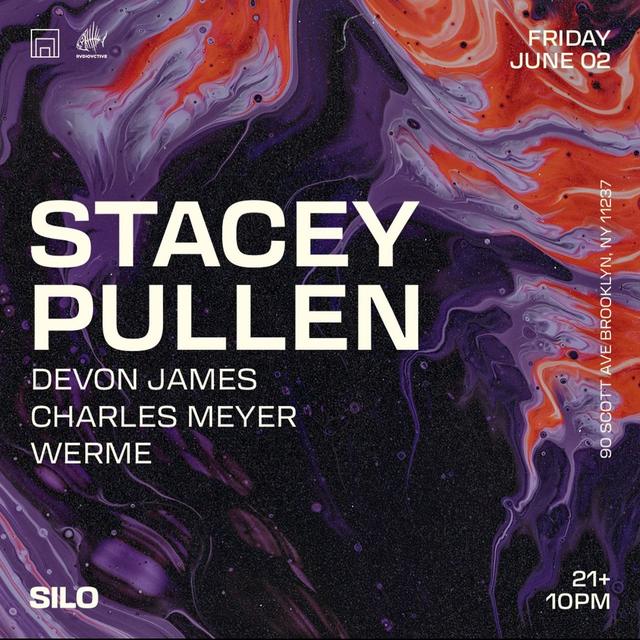 RVDIOVCTIVE
FRIDAY
JUNE 02
STACEY
PULLEN
DEVON JAMES
CHARLES MEYER
WERME
90 SCOTT AVE BROOKLYN, NY 11237
SILO
21+
10PM